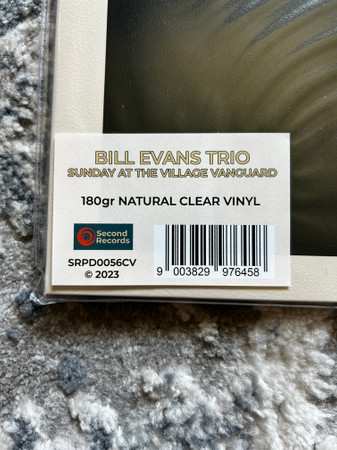 BILL EVANS TRIO
SUNDAY AT THE VILLAGE VANGUARD
180gr NATURAL CLEAR VINYL
Second
Records
SRPD0056CV
© 2023
9 003829 976458